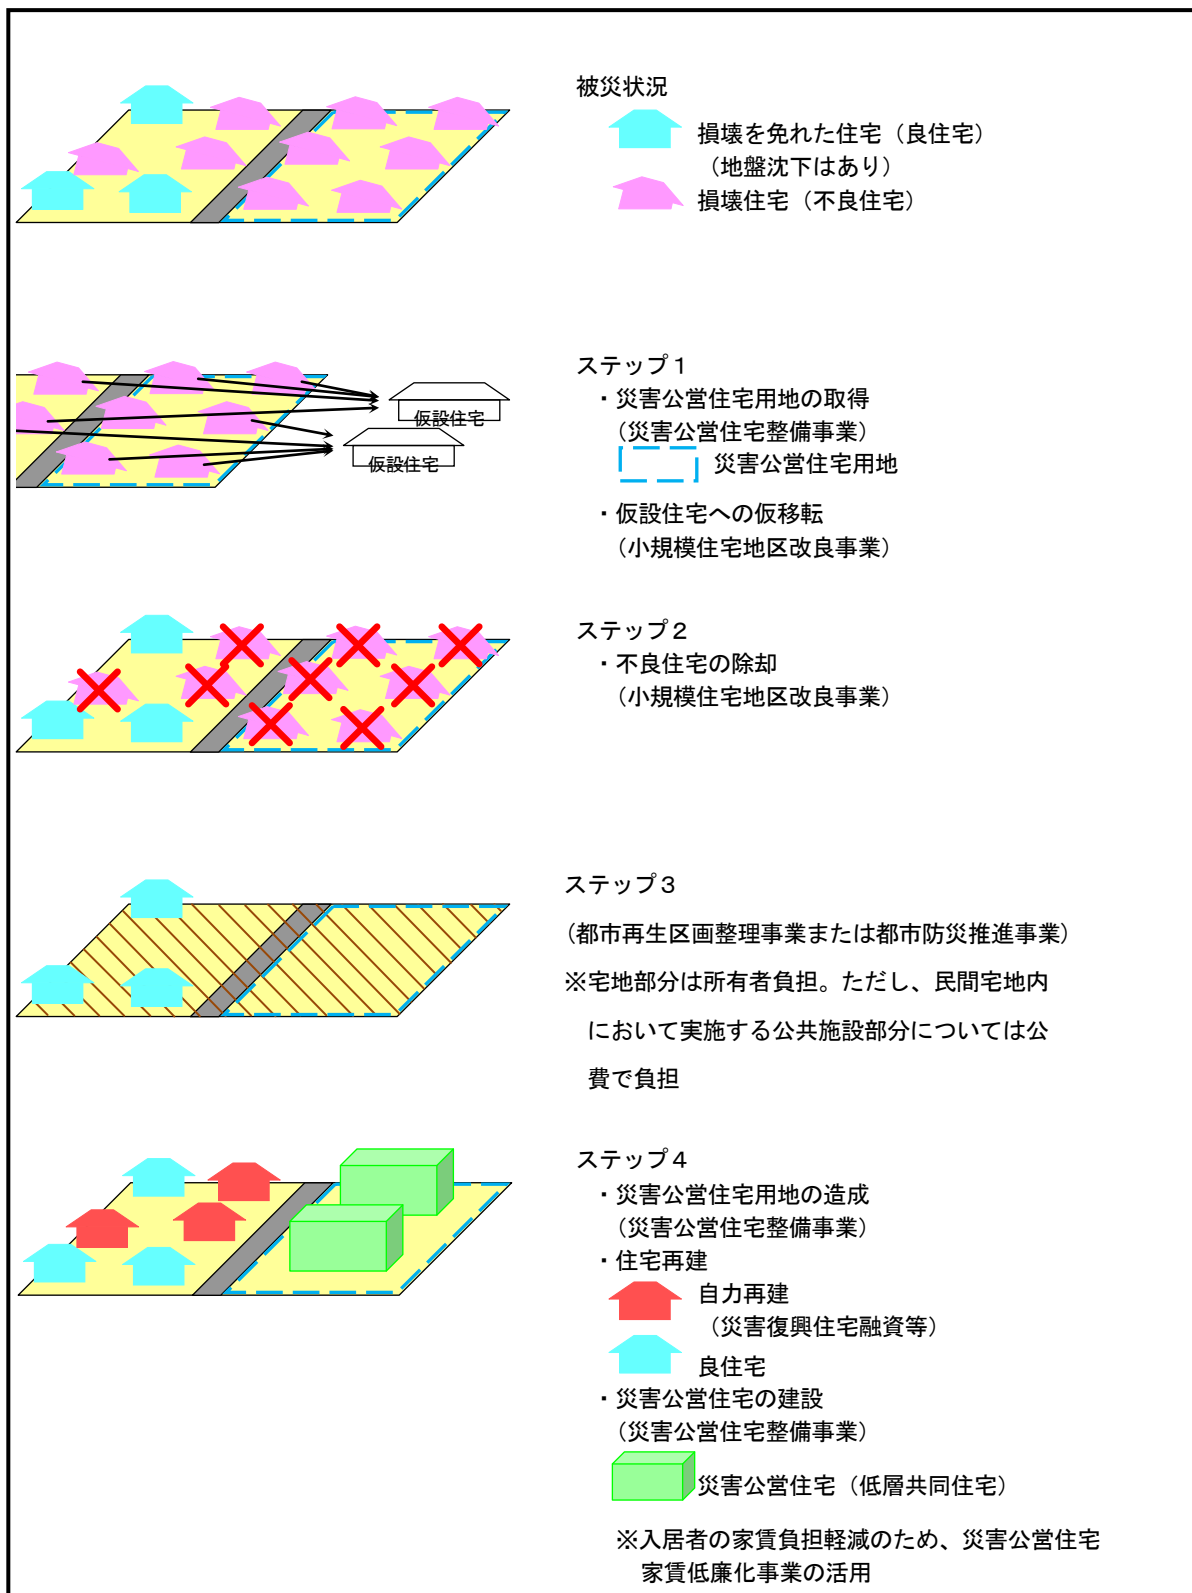 被災状況
損壊を免れた住宅（良住宅）
（地盤沈下はあり）
損壊住宅（不良住宅）
ステップ１
・災害公営住宅用地の取得
（災害公営住宅整備事業）
災害公営住宅用地
・仮設住宅への仮移転
（小規模住宅地区改良事業）
仮設住宅
仮設住宅
ステップ２
・不良住宅の除却
（小規模住宅地区改良事業）
ステップ３
（都市再生区画整理事業または都市防災推進事業）
※宅地部分は所有者負担。ただし、民間宅地内
において実施する公共施設部分については公
費で負担
ステップ４
・災害公営住宅用地の造成
（災害公営住宅整備事業）
・住宅再建
自力再建
（災害復興住宅融資等）
良住宅
・災害公営住宅の建設
（災害公営住宅整備事業）
災害公営住宅（低層共同住宅）
※入居者の家賃負担軽減のため、災害公営住宅
家賃低廉化事業の活用